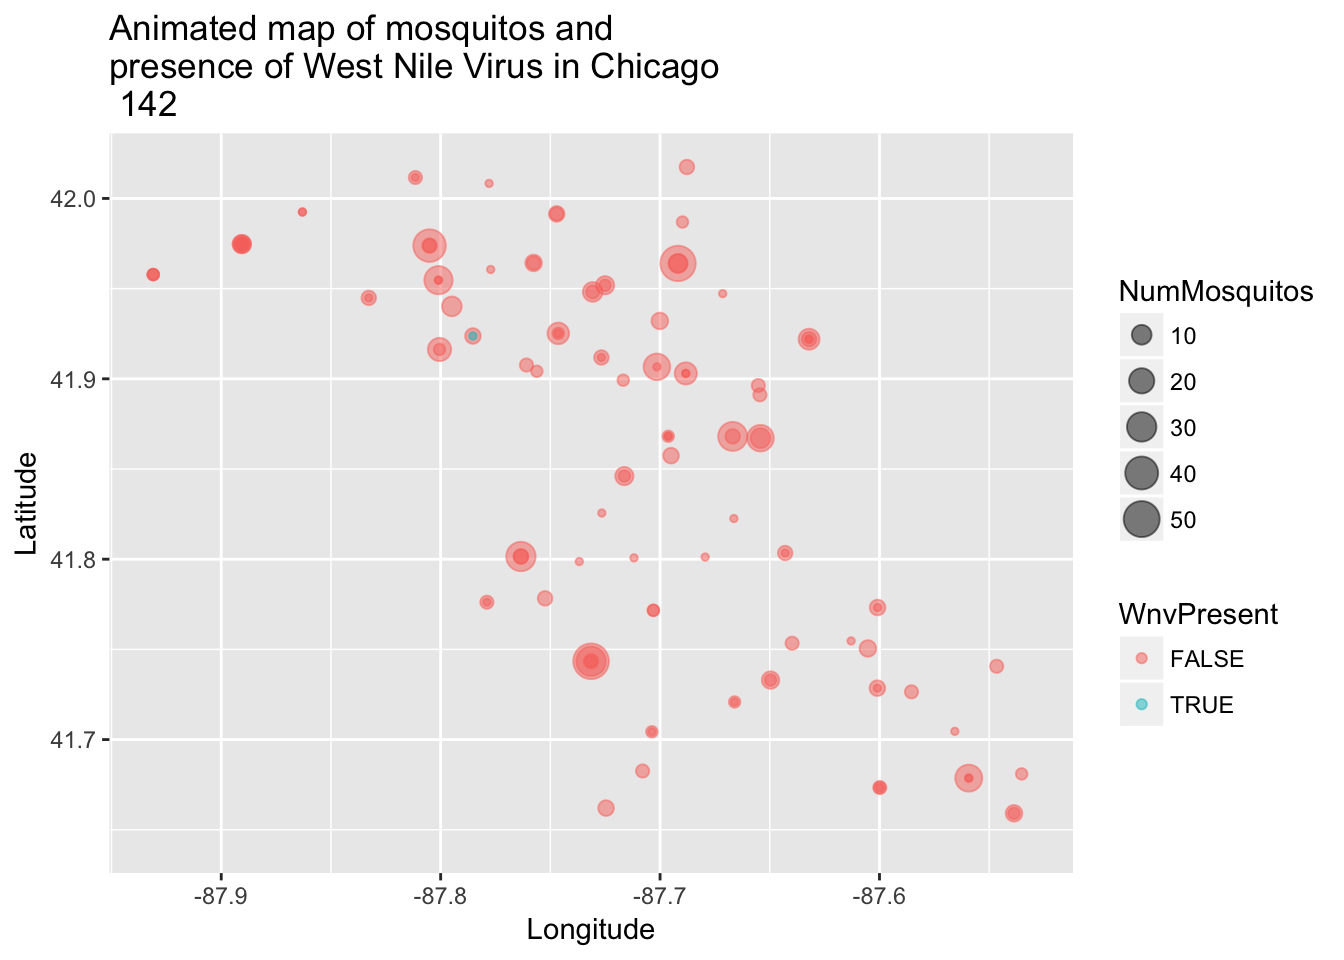 Animated map of mosquitos and
presence of West Nile Virus in Chicago
142
42.0
41.9
41.8
41.7
Latitude
-87.9
-87.8
-87.7
-87.6
Longitude
NumMosquitos
10
20
30
40
50
WnvPresent
FALSE
TRUE